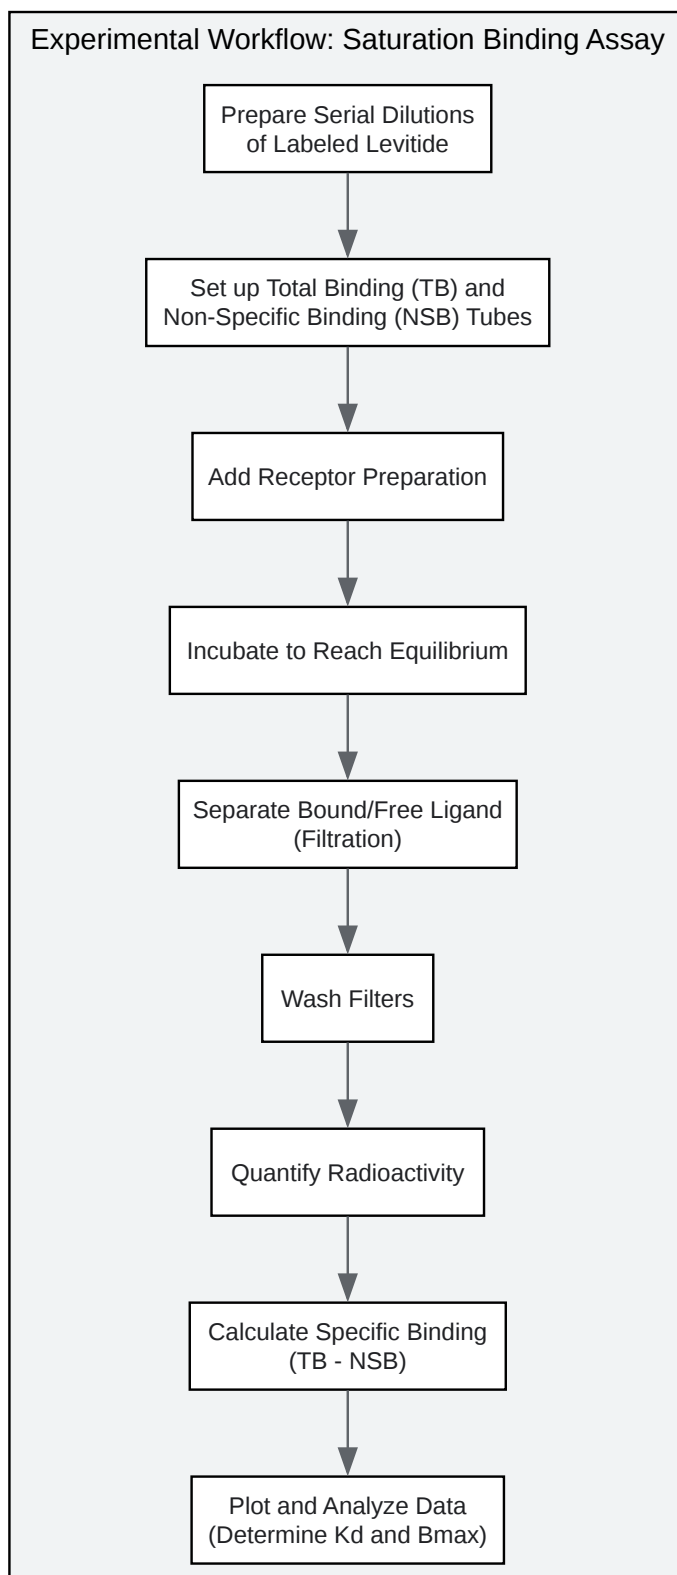 Experimental Workflow: Saturation Binding Assay
Prepare Serial Dilutions
of Labeled Levitide
Set up Total Binding (TB) and
Non-Specific Binding (NSB) Tubes
Add Receptor Preparation
Incubate to Reach Equilibrium
Separate Bound/Free Ligand
(Filtration)
Wash Filters
Quantify Radioactivity
Calculate Specific Binding
(TB - NSB)
Plot and Analyze Data
(Determine Kd and Bmax)